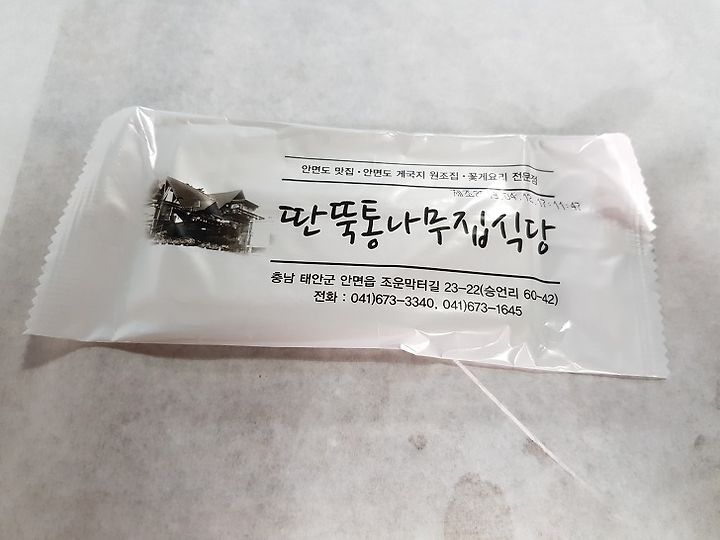 안면도 맛집·안면도 게국지 원조집·꽃게요리 전문점
딴뚝통나무집식당
충남 태안군 안면읍 조운막터길 23-22(승언리 60-42)
전화 : 041)673-3340, 041)673-1645